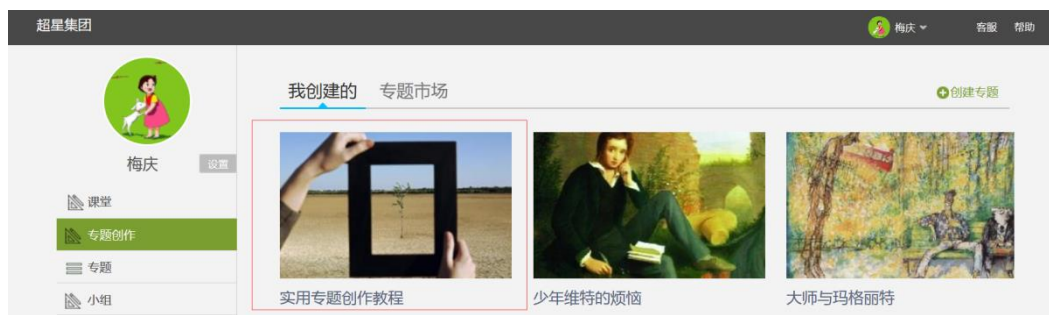 超星集团
梅庆
客服
帮助
梅庆
设置
课堂
专题创作
专题
小组
我创建的
专题市场
创建专题
实用专题创作教程
少年维特的烦恼
大师与玛格丽特